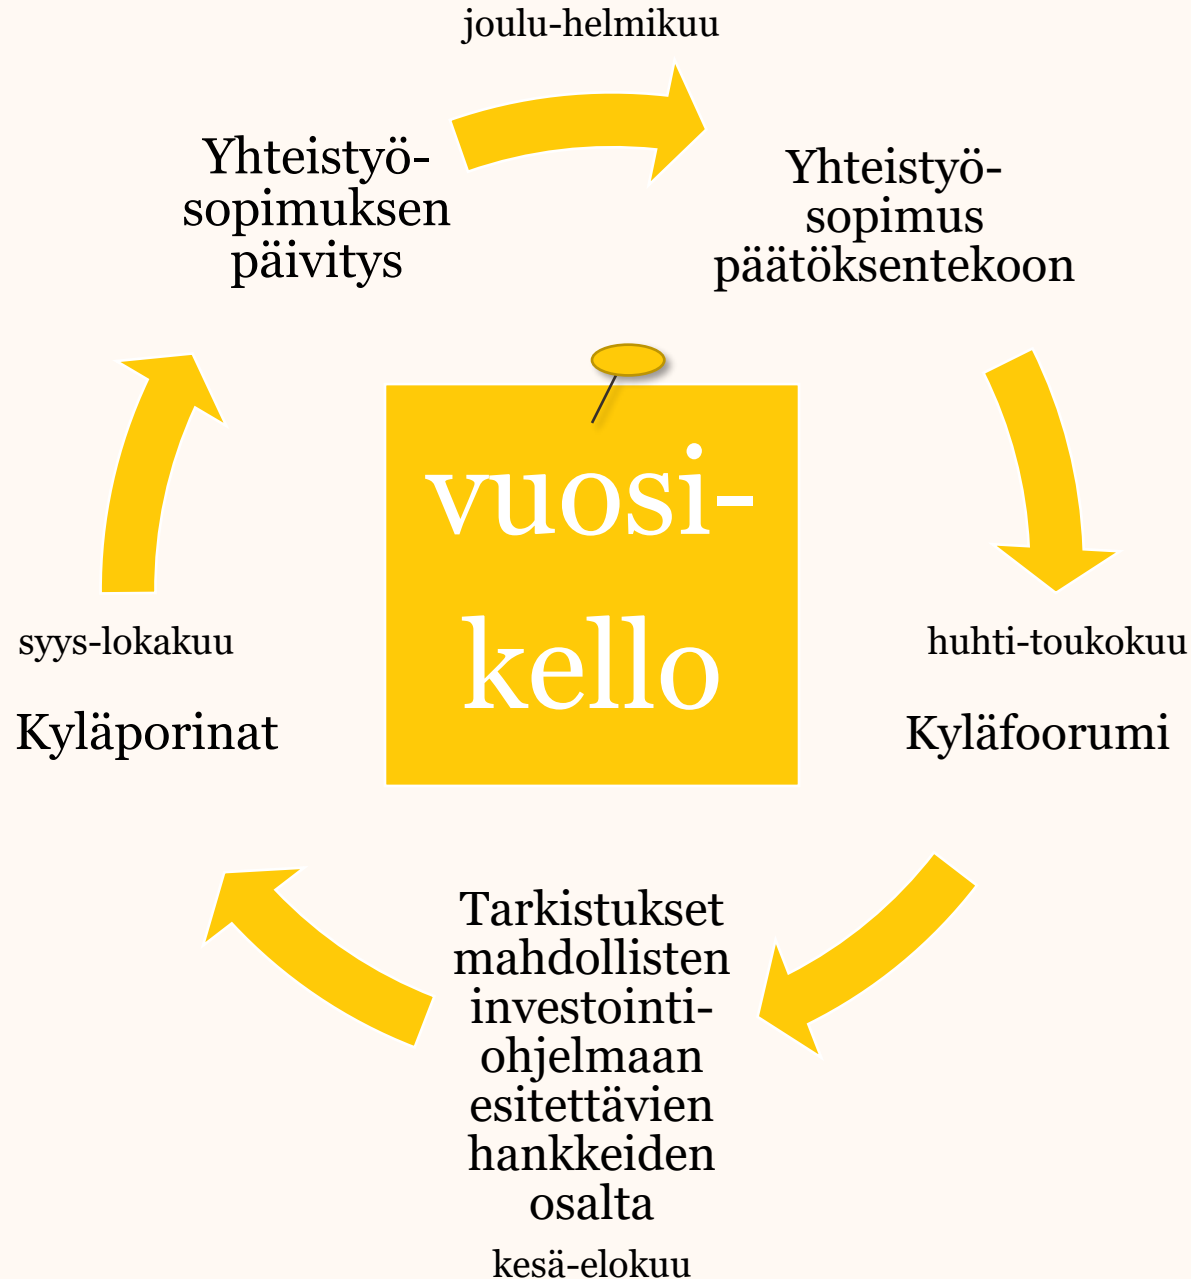 joulu-helmikuu
Yhteistyö-
sopimuksen
päivitys
Yhteistyö-
sopimus
päätöksentekoon
vuosi-
kello
syys-lokakuu
Kyläporinat
huhti-toukokuu
Kyläfoorumi
Tarkistukset
mahdollisten
investointi-
ohjelmaan
esitettävien
hankkeiden
osalta
kesä-elokuu